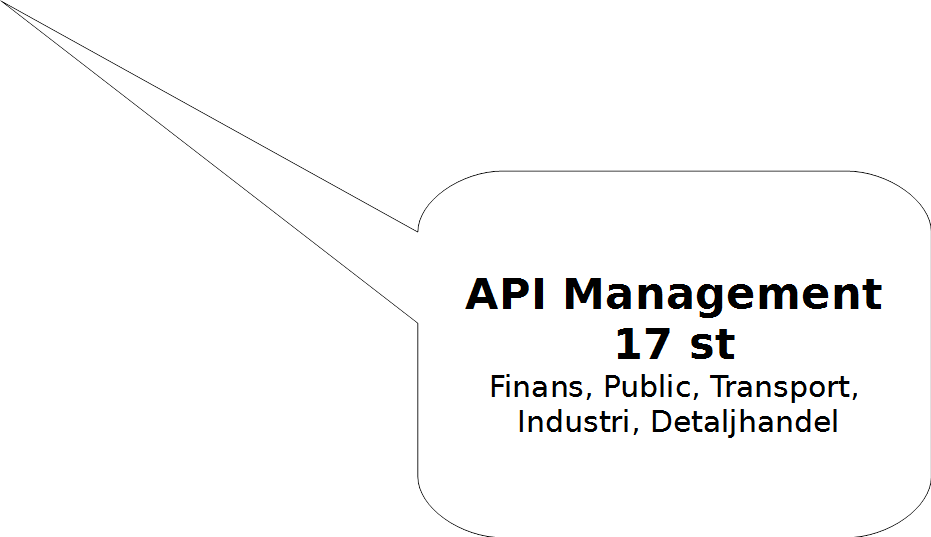 API Management
17 st
Finans, Public, Transport,
Industri, Detaljhandel